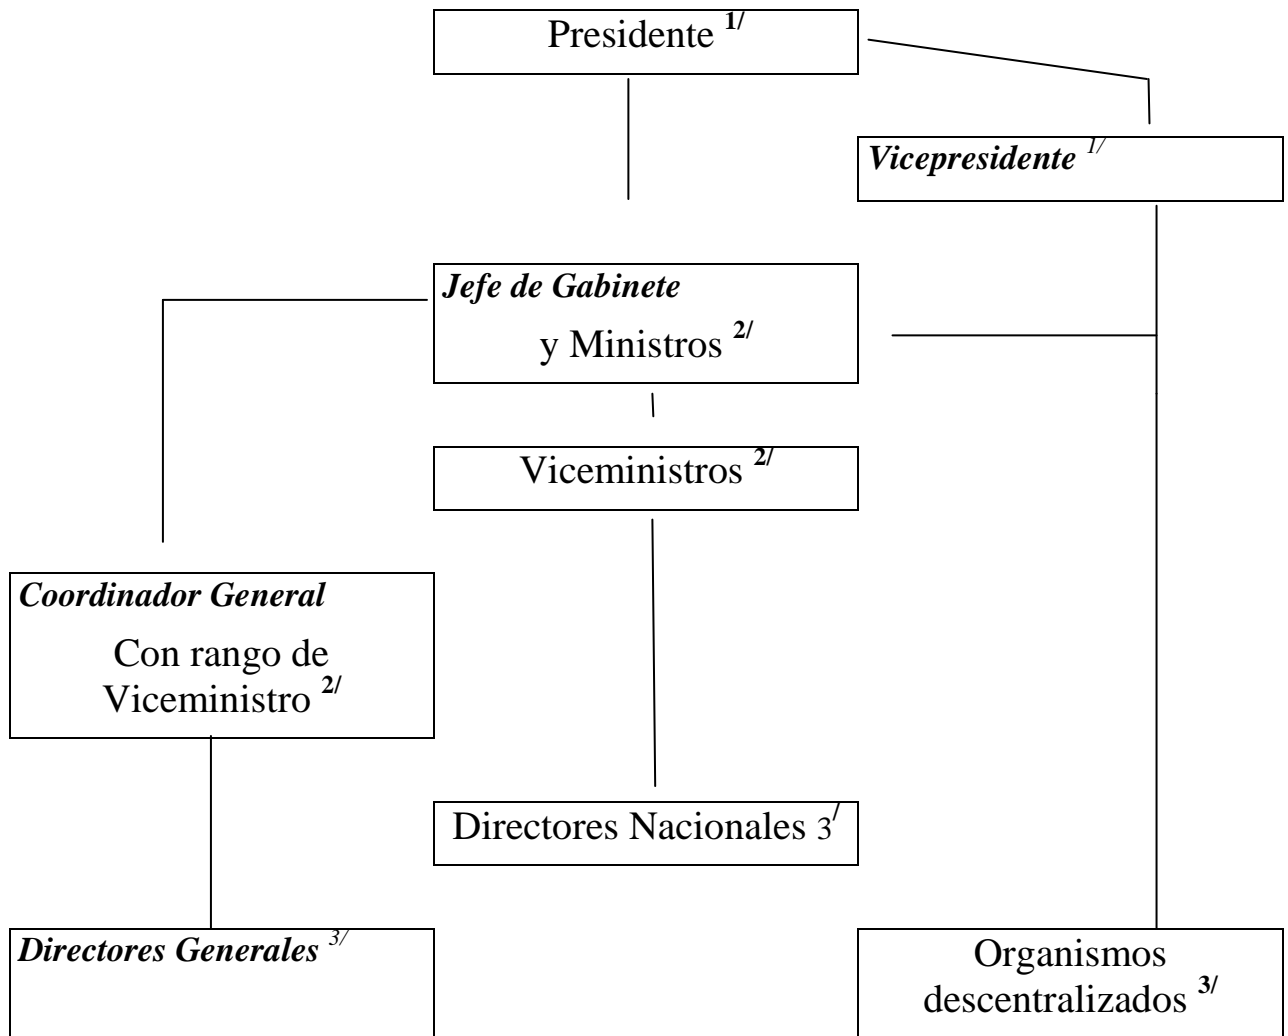 Presidente 1/
Vicepresidente 1/
Jefe de Gabinete
y Ministros 2/
Viceministros 2/
Coordinador General
Con rango de
Viceministro 2/
Directores Nacionales 3/
Directores Generales 3/
Organismos
descentralizados 3/